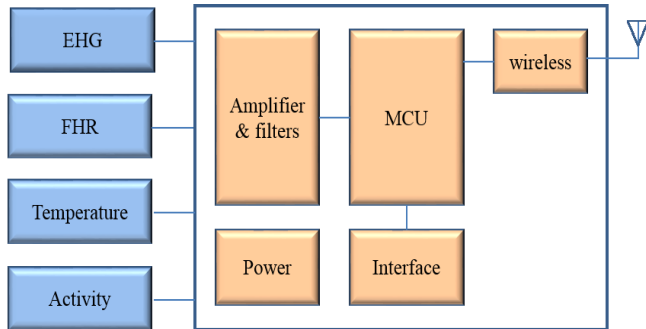 EHG
FHR
Temperature
Activity
Amplifier
& filters
Power
MCU
Interface
wireless